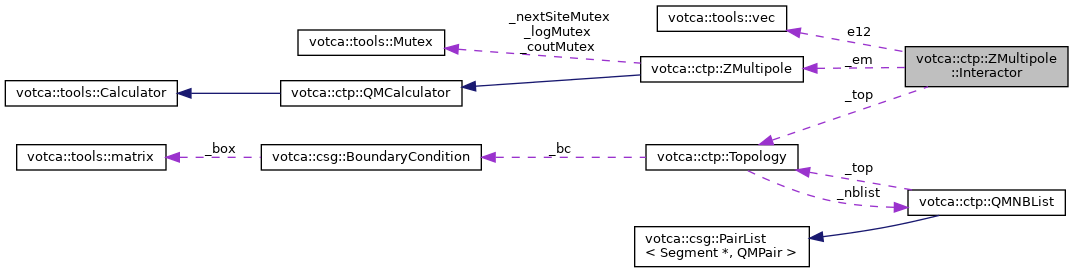 _nextSiteMutex
_logMutex
_coutMutex
votca::tools::vec
e12
votca::tools::Mutex
votca::ctp::ZMultipole
::Interactor
_em
votca::ctp::ZMultipole
votca::tools::Calculator
votca::ctp::QMCalculator
_top
votca::tools::matrix
_box
votca::csg::BoundaryCondition
_bc
votca::ctp::Topology
_top
_nblist
votca::ctp::QMNBList
votca::csg::PairList
< Segment *, QMPair >